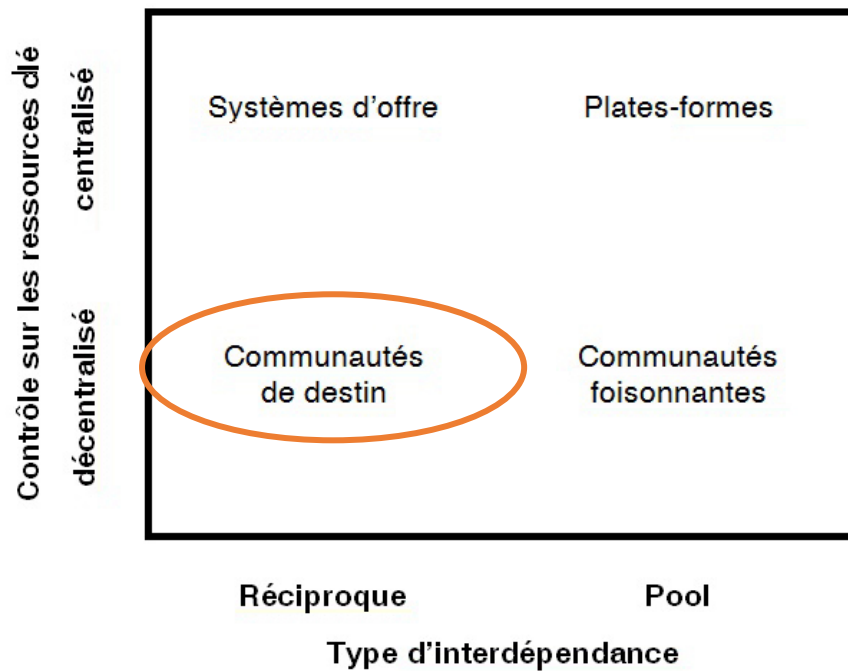 Contrôle sur les ressources clé
centralisé
décentralisé
Systèmes d'offre
Plates-formes
Communautés
de destin
Communautés
foisonnantes
Réciproque
Pool
Type d'interdépendance